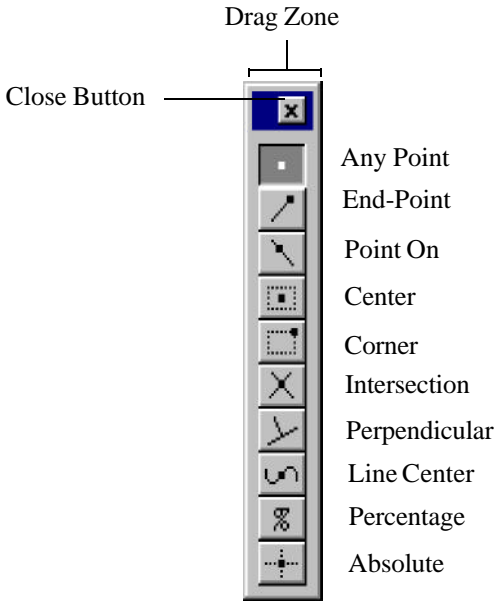 Drag Zone
Close Button
Any Point
End-Point
Point On
Center
Corner
Intersection
Perpendicular
Line Center
%
Percentage
Absolute